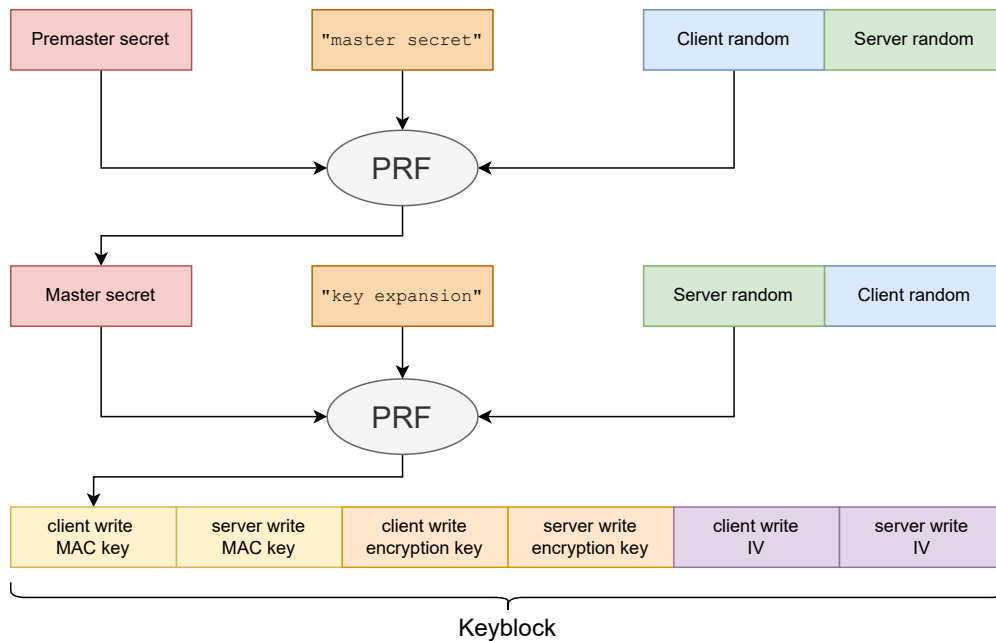 Premaster secret
"master secret"
Client random
Server random
PRF
Master secret
"key expansion"
Server random
Client random
PRF
client write
MAC key
server write
MAC key
client write
encryption key
server write
encryption key
client write
IV
server write
IV
Keyblock